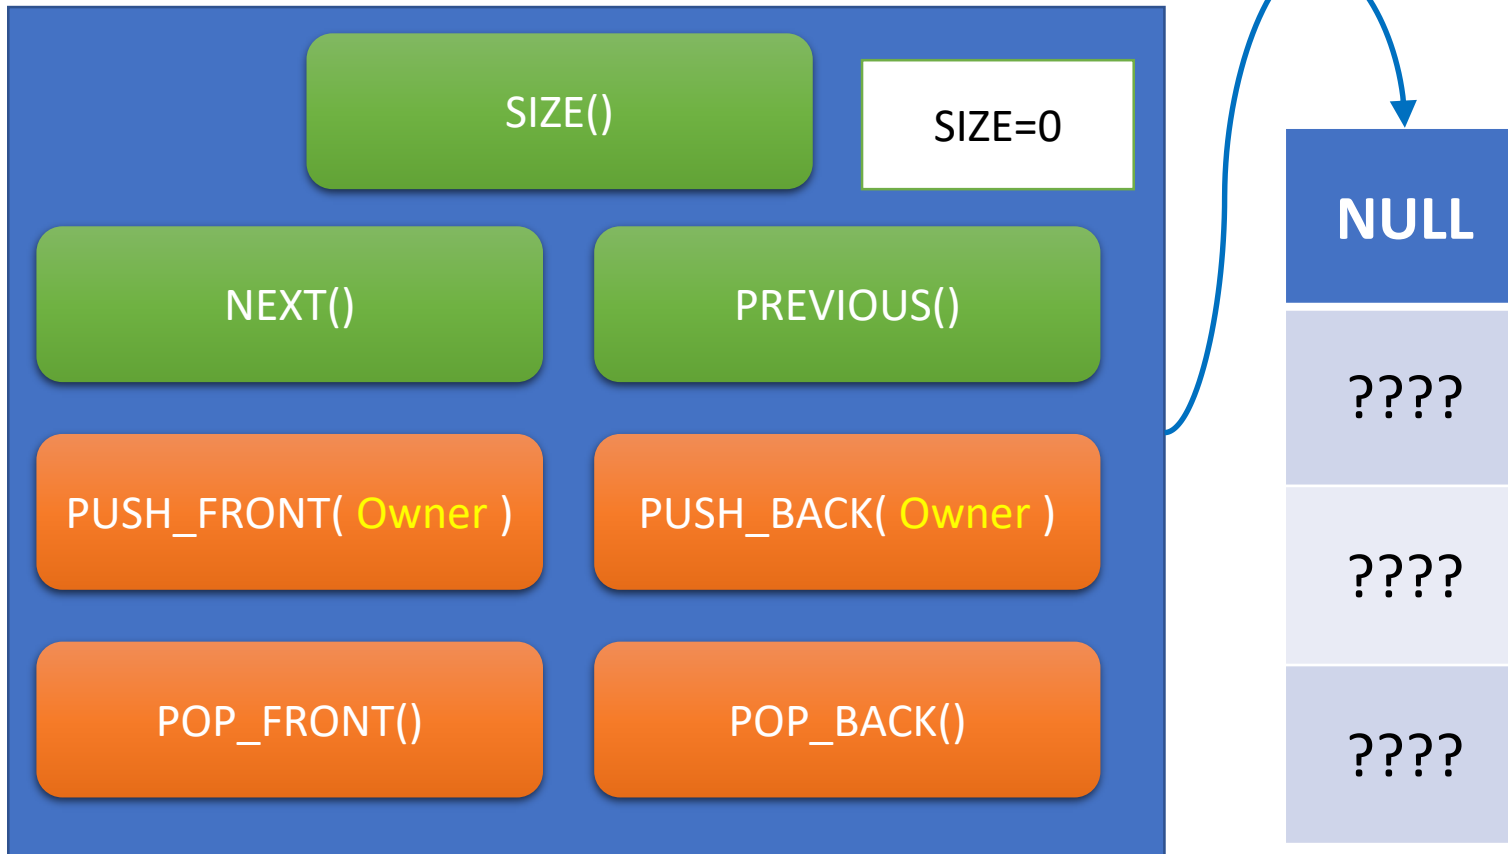 SIZE()
SIZE=0
NEXT()
PREVIOUS()
PUSH_FRONT( Owner )
PUSH_BACK( Owner )
POP_FRONT()
POP_BACK()
NULL
????
????
????